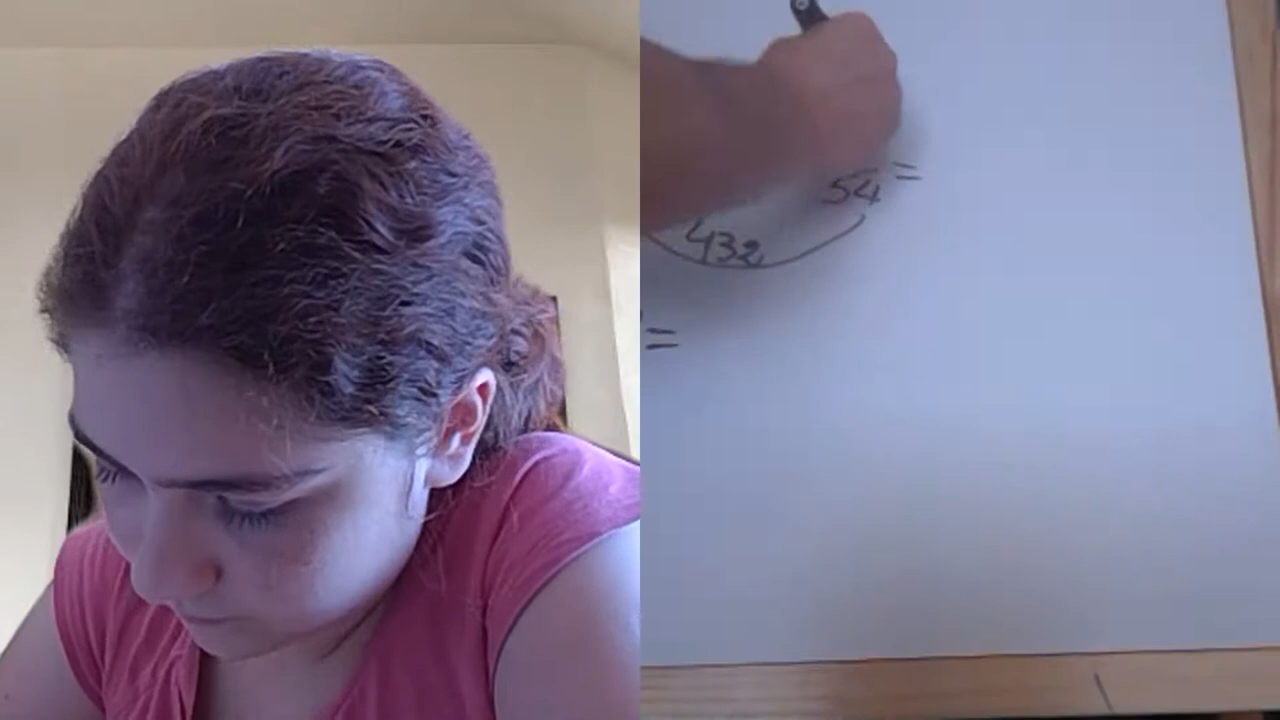 54 =
432
=